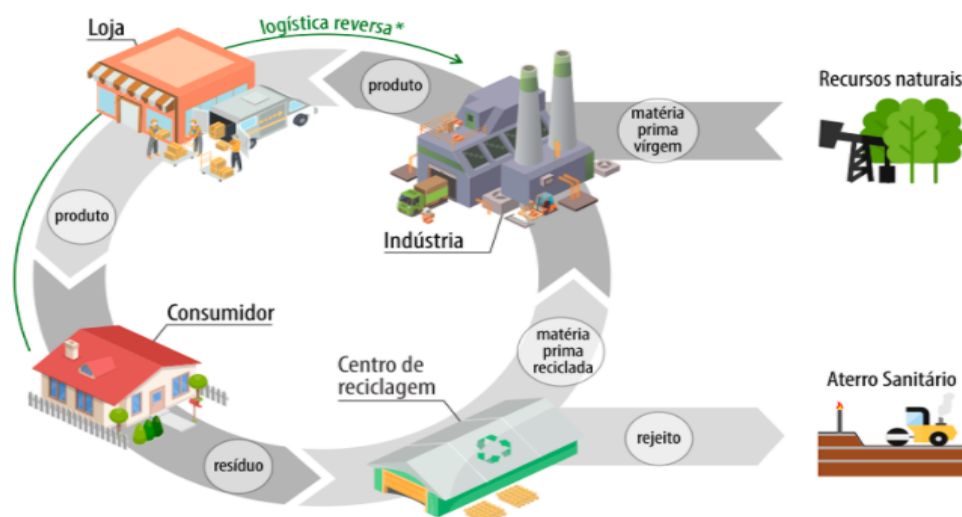 Loja
logística reversa*
produto
matéria
prima
vírgem
Recursos naturais
produto
Indústria
Consumidor
Centro de
reciclagem
matéria
prima
reciclada
Aterro Sanitário
resíduo
rejeito